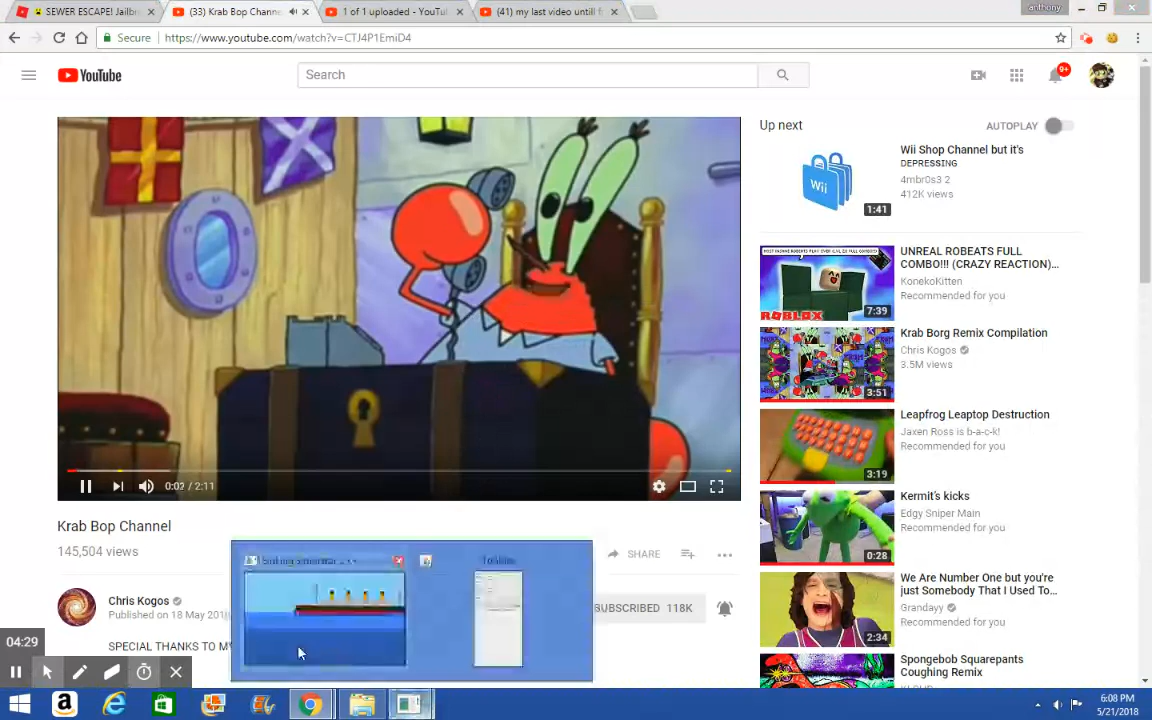 SEWER ESCAPE! Jailbr
(33) Krab Bop Channe
1 of 1 uploaded - YouTu
(41) my last video untill f
anthony
Secure
https://www.youtube.com/watch?v=CTJ4P1EmiD4
YouTube
Search
9+
Up next
AUTOPLAY
Wii Shop Channel but it's
DEPRESSING
4mbr0s3 2
412K views
Wii
1:41
UNREAL ROBEATS FULL
COMBO!!! (CRAZY REACTION)...
KonekoKitten
Recommended for you
ROBLOX
7:39
Krab Borg Remix Compilation
Chris Kogos
3.5M views
3:51
Leapfrog Leaptop Destruction
Jaxen Ross is b-a-c-k!
Recommended for you
3:19
Kermit's kicks
Edgy Sniper Main
Recommended for you
0:28
We Are Number One but you're
just Somebody That I Used To...
Grandayy
Recommended for you
2:34
Spongebob Squarepants
Coughing Remix
0:02 / 2:11
Krab Bop Channel
145,504 views
SHARE
Chris Kogos
Published on 18 May 201
SUBSCRIBED 118K
SPECIAL THANKS TO M
04:29
6:08 PM
5/21/2018